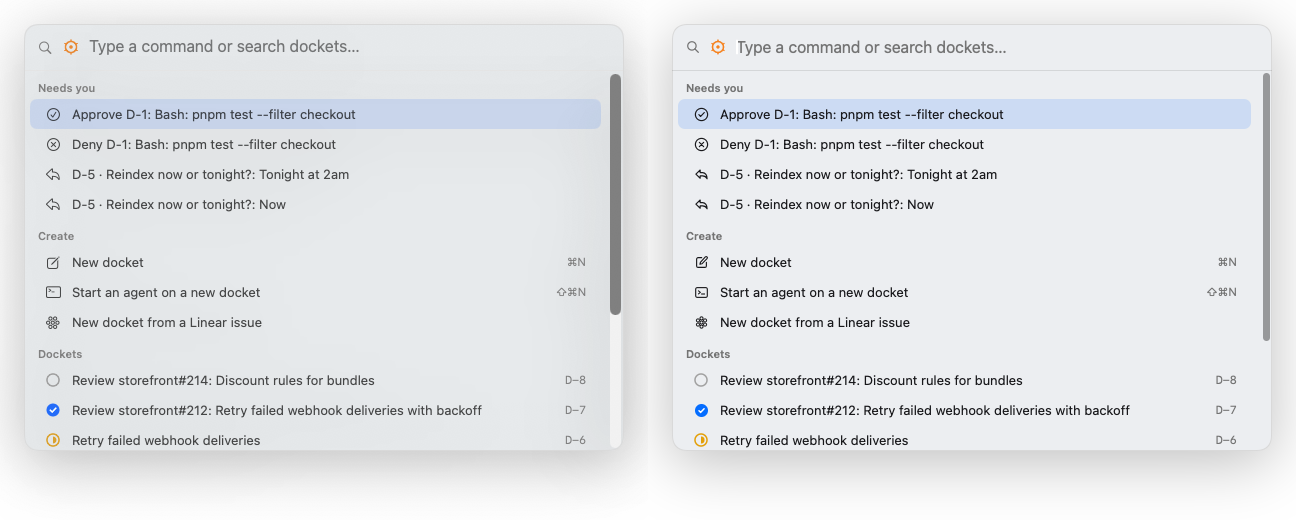 Type a command or search dockets...
Needs you
Approve D-1: Bash: pnpm test --filter checkout
Deny D-1: Bash: pnpm test --filter checkout
D-5 · Reindex now or tonight?: Tonight at 2am
D-5 · Reindex now or tonight?: Now
Create
New docket ⌘N
Start an agent on a new docket ⇧⌘N
New docket from a Linear issue
Dockets
Review storefront#214: Discount rules for bundles D–8
Review storefront#212: Retry failed webhook deliveries with backoff D–7
Retry failed webhook deliveries D–6
Type a command or search dockets...
Needs you
Approve D-1: Bash: pnpm test --filter checkout
Deny D-1: Bash: pnpm test --filter checkout
D-5 · Reindex now or tonight?: Tonight at 2am
D-5 · Reindex now or tonight?: Now
Create
New docket ⌘N
Start an agent on a new docket ⇧⌘N
New docket from a Linear issue
Dockets
Review storefront#214: Discount rules for bundles D–8
Review storefront#212: Retry failed webhook deliveries with backoff D–7
Retry failed webhook deliveries D–6